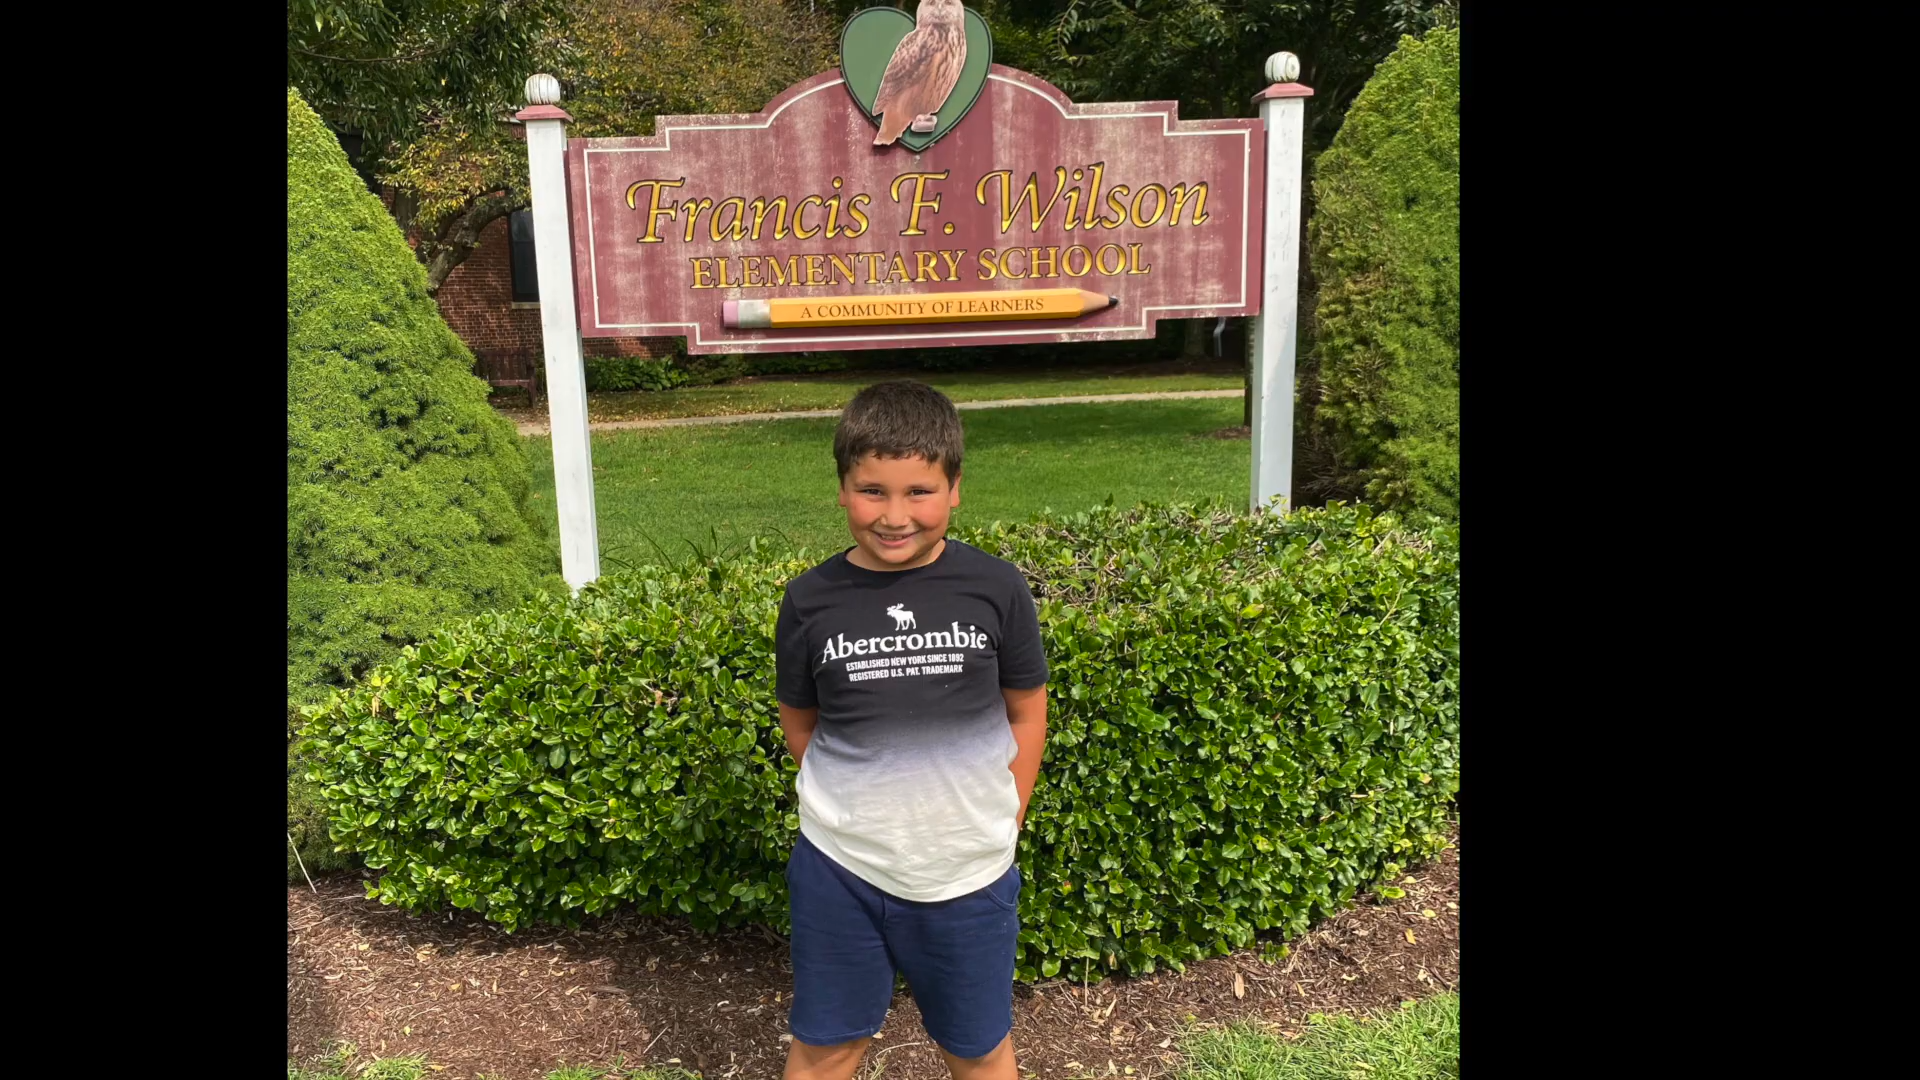 Francis F. Wilson
ELEMENTARY SCHOOL
A COMMUNITY OF LEARNERS
Abercrombie
ESTABLISHED NEW YORK SINCE 1892
REGISTERED U.S. PAT. TRADEMARK